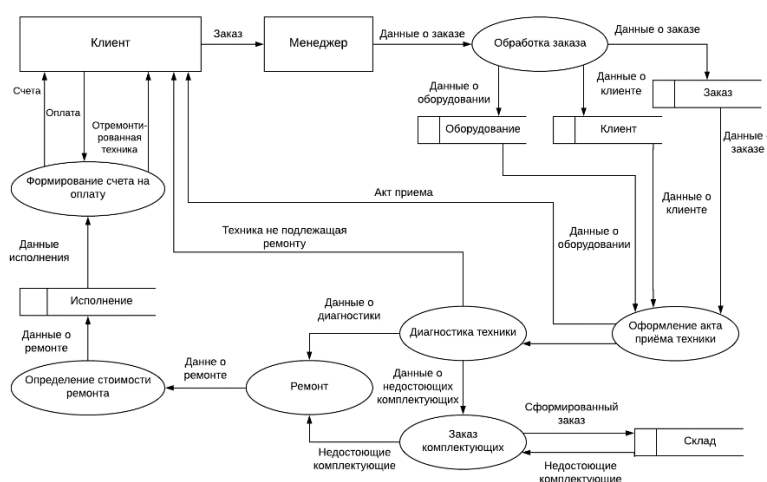 Клиент
Заказ
Менеджер
Данные о заказе
Обработка заказа
Данные о заказе
Счета
Оплата
Отремонти-
рованная
техника
Данные о
оборудовании
Данные о
клиенте
Заказ
Оборудование
Клиент
Данные о
заказе
Формирование счета на
оплату
Акт приема
Данные о
клиенте
Данные
исполнения
Техника не подлежащая
ремонту
Данные о
оборудовании
Исполнение
Данные о
диагностики
Диагностика техники
Оформление акта
приёма техники
Данные о
ремонте
Данне о
ремонте
Данные о
недостоющих
комплектующих
Определение стоимости
ремонта
Ремонт
Сформированный
заказ
Заказ
комплектующих
Склад
Недостоющие
комплектующие
Недостоющие
комплектующие